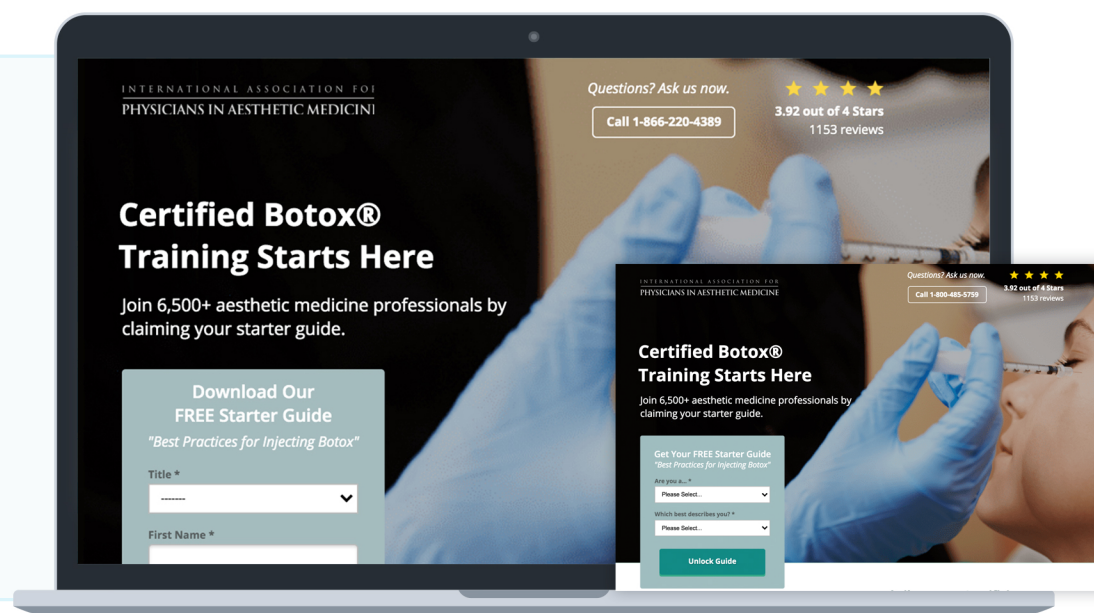 INTERNATIONAL ASSOCIATION FOR
PHYSICIANS IN AESTHETIC MEDICINE
Questions? Ask us now.
Call 1-866-220-4389
3.92 out of 4 Stars
1153 reviews
Certified Botox®
Training Starts Here
Join 6,500+ aesthetic medicine professionals by
claiming your starter guide.
Download Our
FREE Starter Guide
"Best Practices for Injecting Botox"
Title *
-------
First Name *
INTERNATIONAL ASSOCIATION FOR
PHYSICIANS IN AESTHETIC MEDICINE
Questions? Ask us now.
Call 1-800-485-5759
3.92 out of 4 Stars
1153 reviews
Certified Botox®
Training Starts Here
Join 6,500+ aesthetic medicine professionals by
claiming your starter guide.
Get Your FREE Starter Guide
"Best Practices for Injecting Botox"
Are you a... *
Please Select...
Which best describes you? *
Please Select...
Unlock Guide